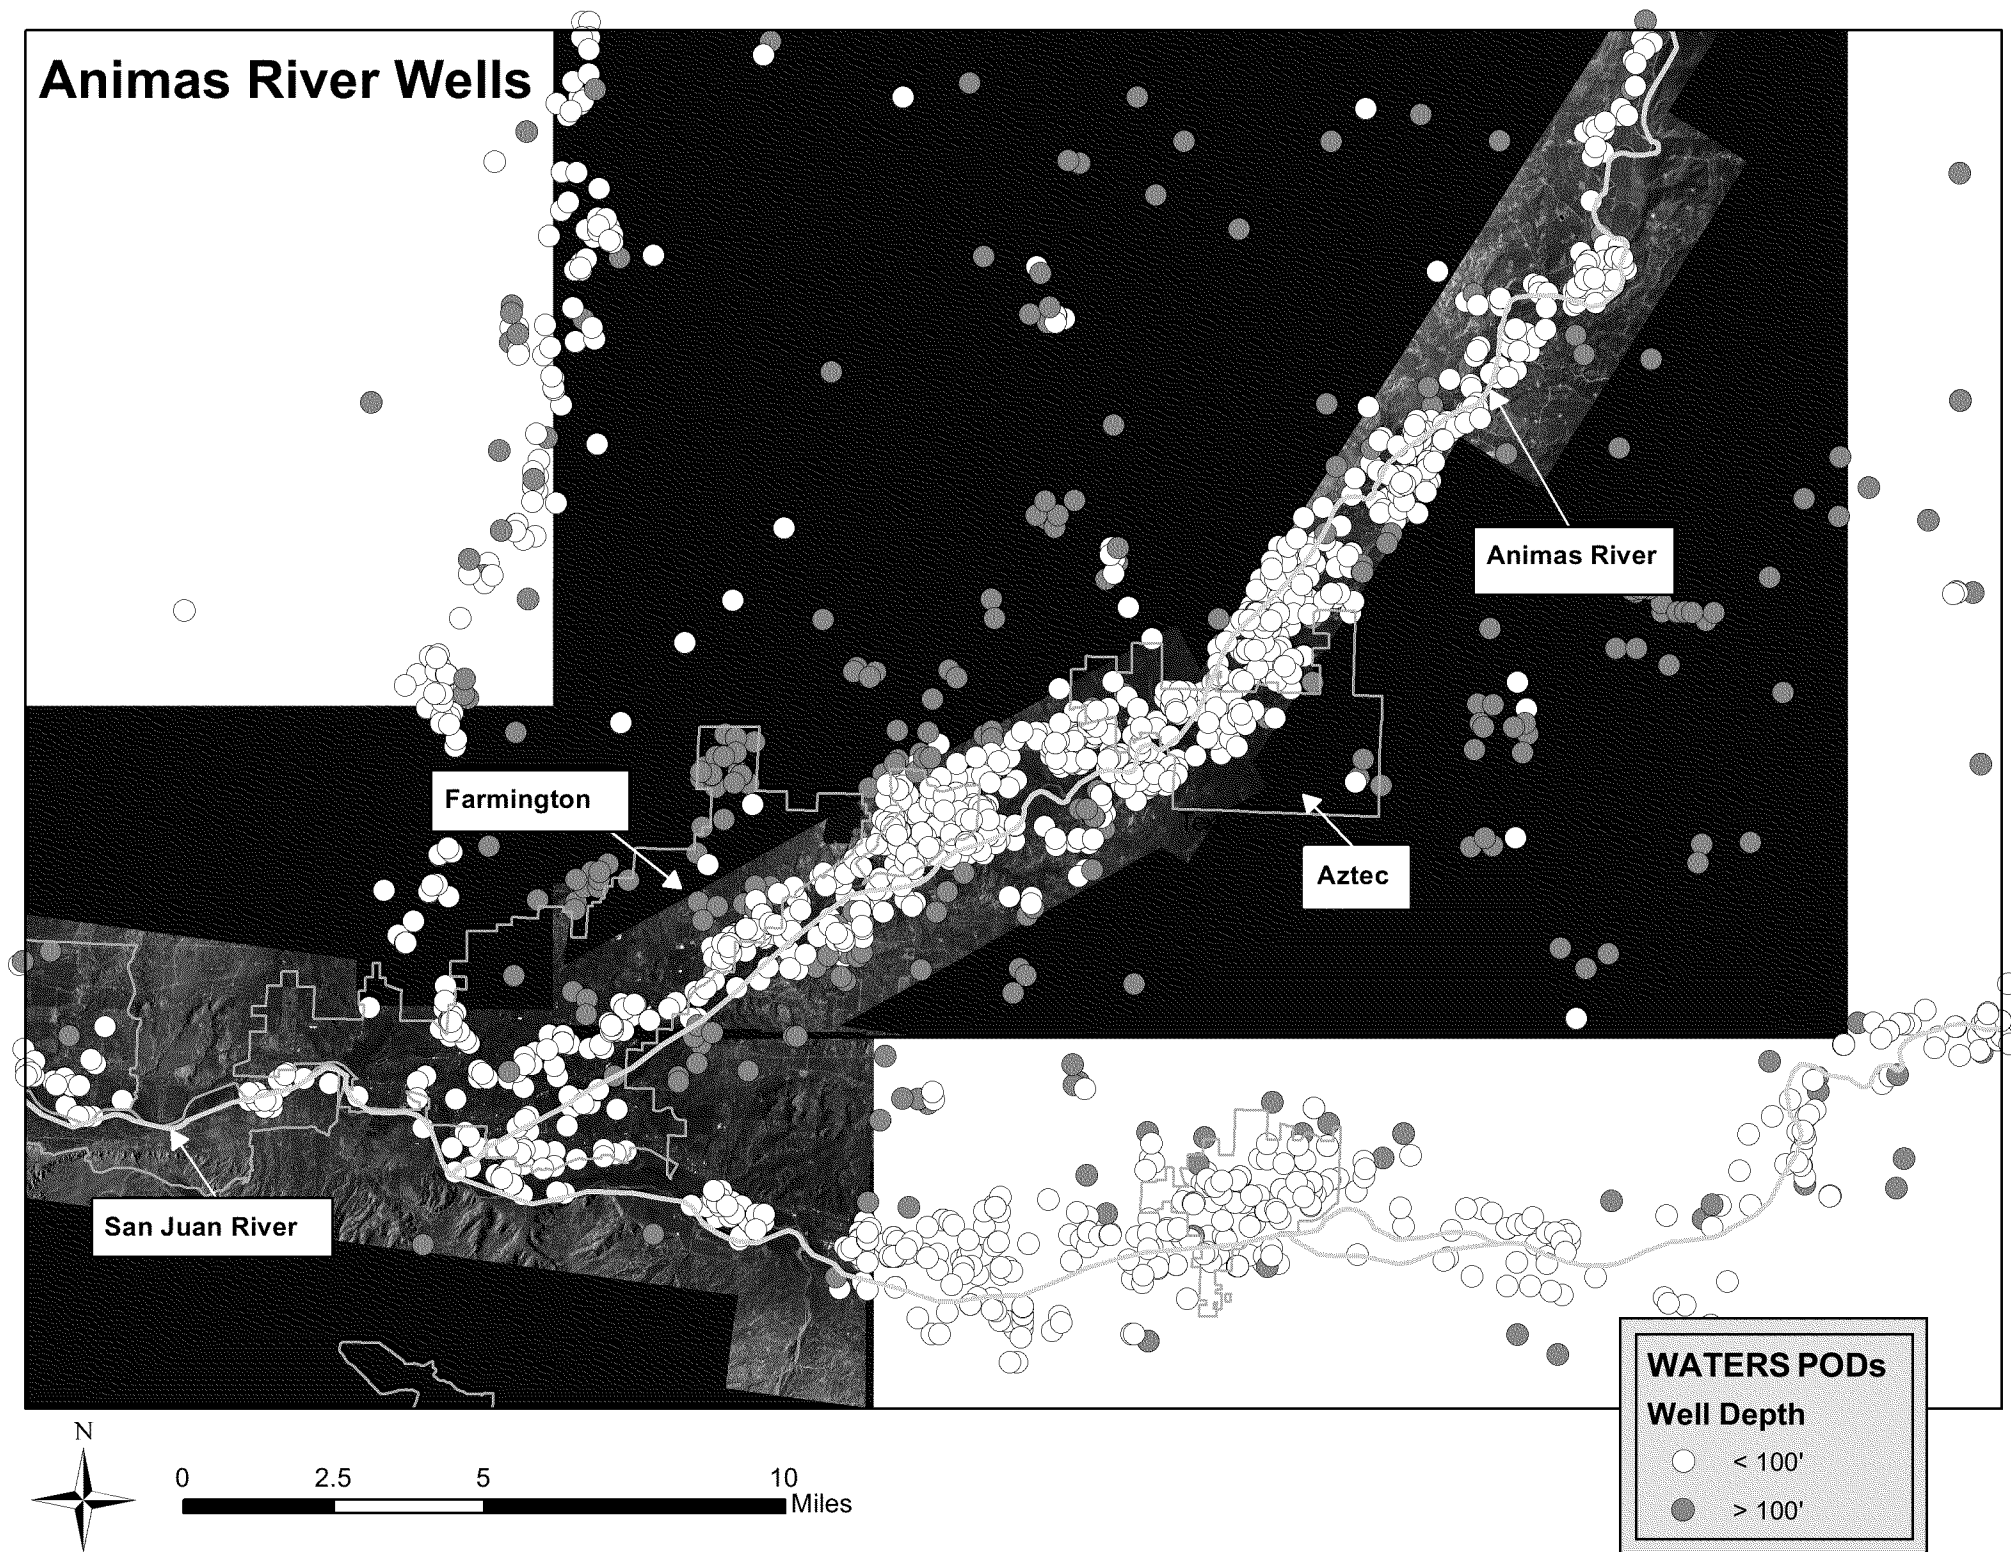 Animas River Wells
Animas River
Farmington
Aztec
San Juan River
WATERS PODs
Well Depth
< 100'
> 100'
N
0 2.5 5 10
Miles